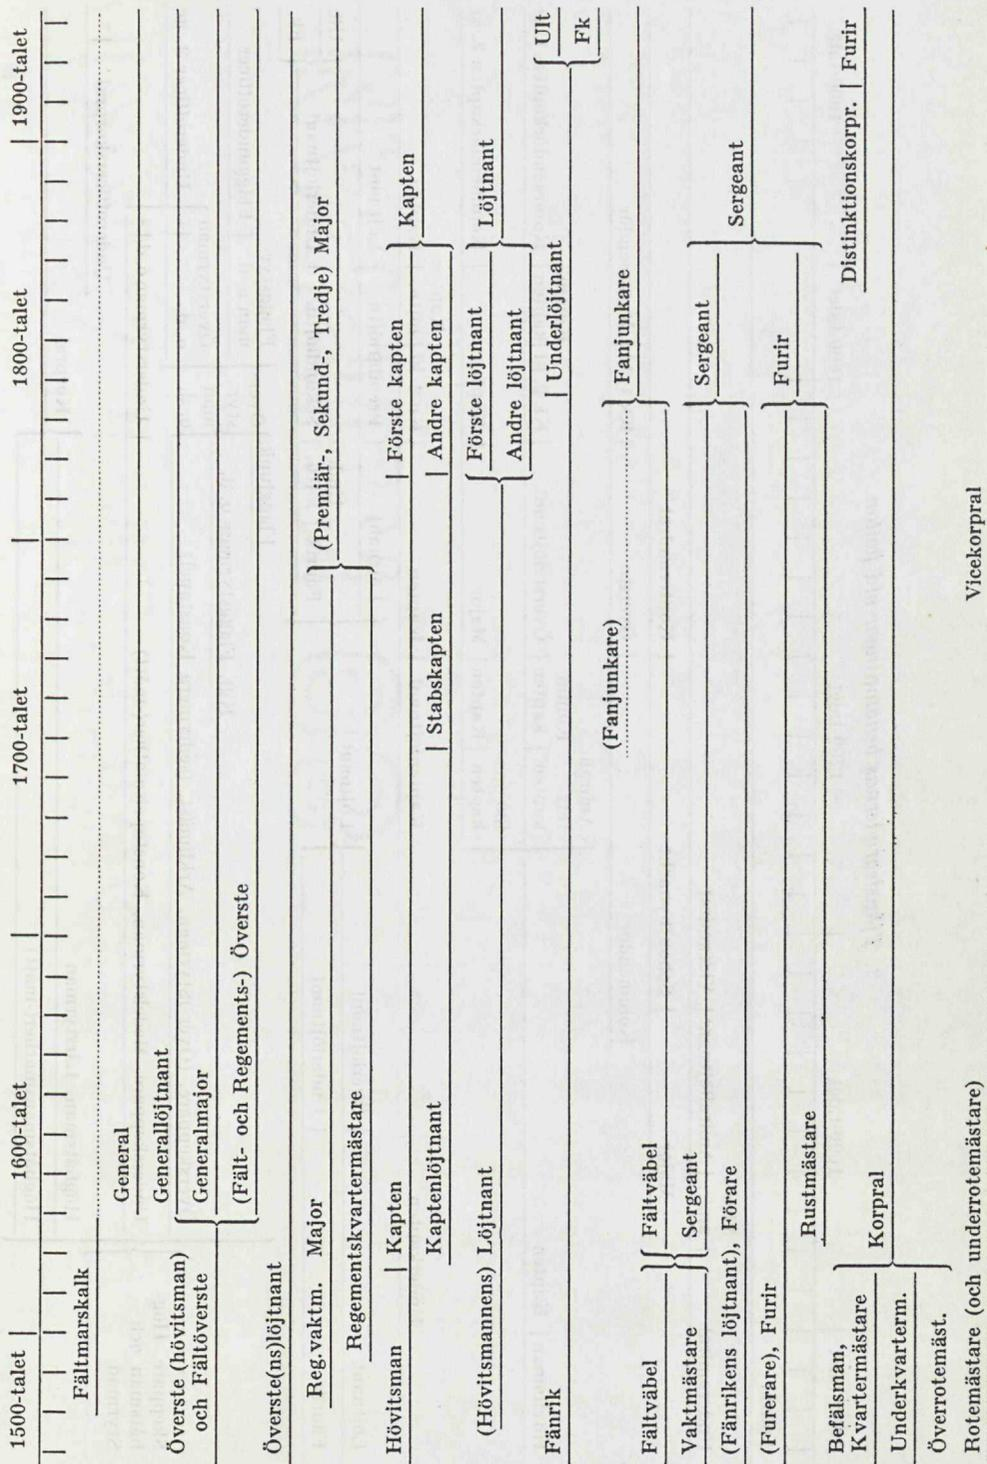 1500-talet | 1600-talet | 1700-talet | 1800-talet | 1900-talet
Fältmarskalk
General
Generallöjtnant
Överste (hövitsman)
och Fältöverste
Generalmajor
(Fält- och Regements-) Överste
Överste(ns)löjtnant
Reg.vaktm. Major
(Premiär-, Sekund-, Tredje) Major
Regementskvartermästare
Hövitsman | Kapten
| Förste kapten
Kapten
Kaptenlöjtnant
| Stabskapten
| Andre kapten
(Hövitsmannens) Löjtnant
Förste löjtnant
Löjtnant
Andre löjtnant
Fänrik
| Underlöjtnant
Ult
Fk
(Fanjunkare)
Fanjunkare
Fältväbel
Fältväbel
Vaktmästare
Sergeant
Sergeant
Sergeant
(Fänrikens löjtnant), Förare
(Furerare), Furir
Furir
Rustmästare
Befälsman,
Kvartermästare
Korpral
Distinktionskorpr. | Furir
Underkvarterm.
Överrotemäst.
Rotemästare (och underrotemästare)
Vicekorpral